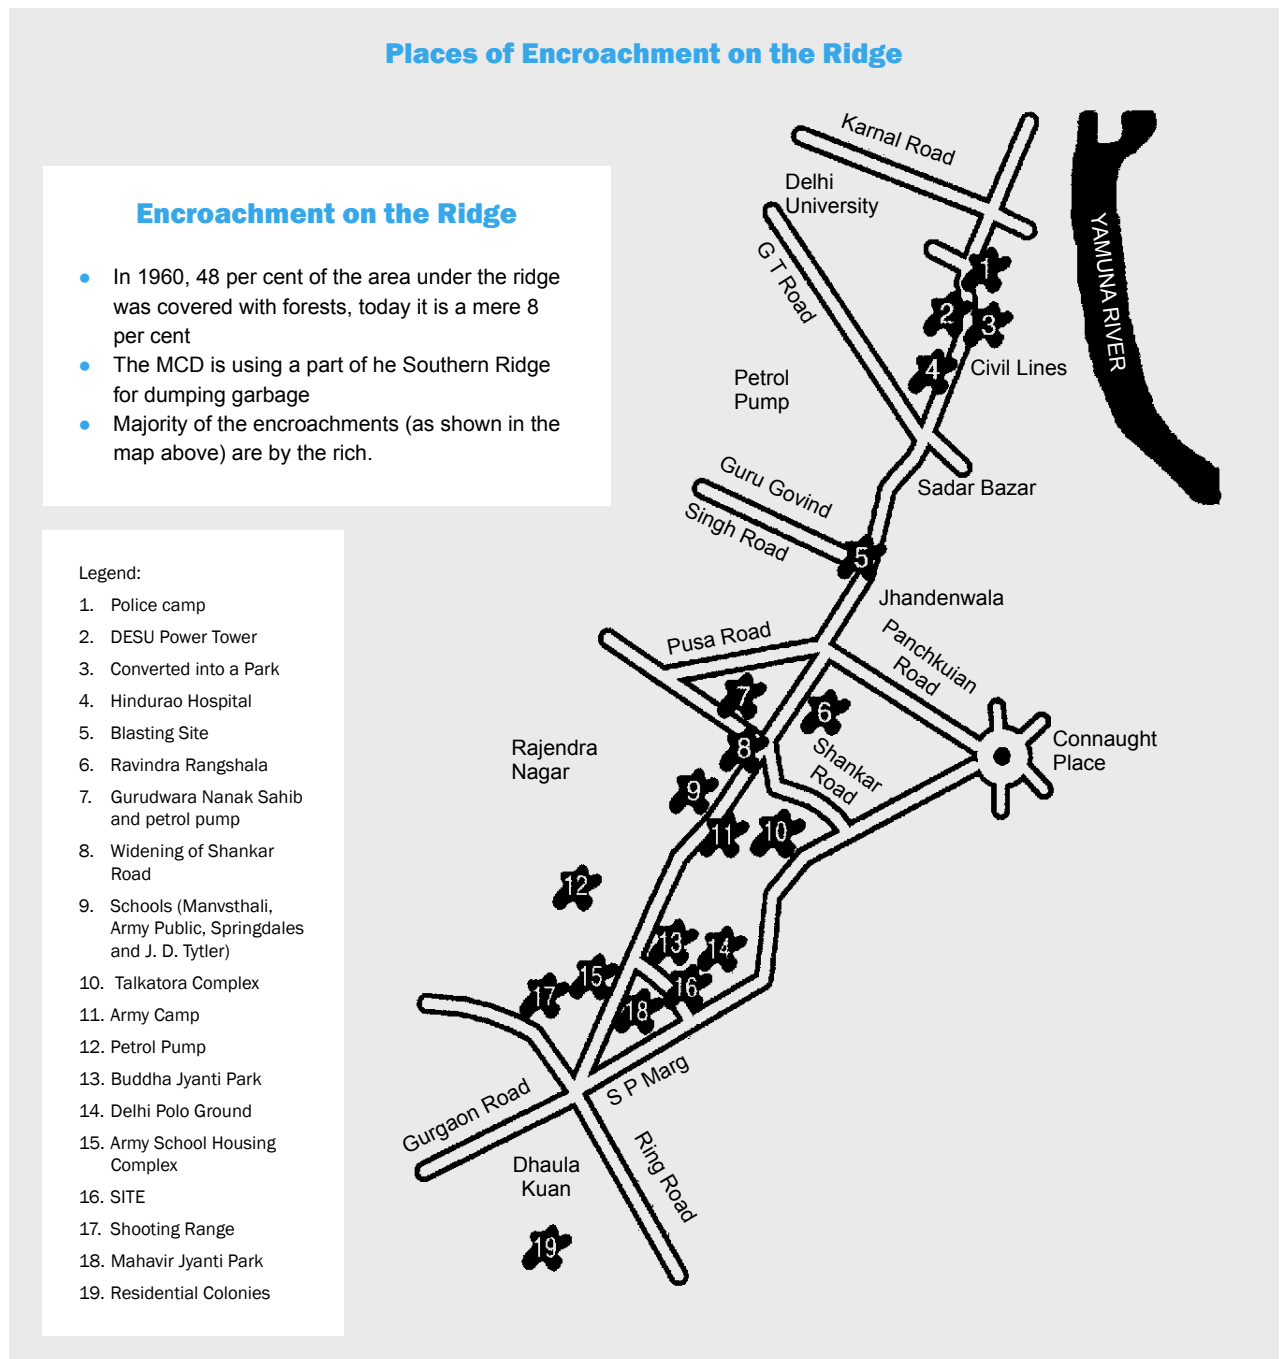 Places of Encroachment on the Ridge
Encroachment on the Ridge
● In 1960, 48 per cent of the area under the ridge
was covered with forests, today it is a mere 8
per cent
● The MCD is using a part of he Southern Ridge
for dumping garbage
● Majority of the encroachments (as shown in the
map above) are by the rich.
Legend:
1. Police camp
2. DESU Power Tower
3. Converted into a Park
4. Hindurao Hospital
5. Blasting Site
6. Ravindra Rangshala
7. Gurudwara Nanak Sahib
and petrol pump
8. Widening of Shankar
Road
9. Schools (Manvsthali,
Army Public, Springdales
and J. D. Tytler)
10. Talkatora Complex
11. Army Camp
12. Petrol Pump
13. Buddha Jyanti Park
14. Delhi Polo Ground
15. Army School Housing
Complex
16. SITE
17. Shooting Range
18. Mahavir Jyanti Park
19. Residential Colonies
Karnal Road
Delhi
University
G T Road
YAMUNA RIVER
1
2
3
4
Civil Lines
Petrol
Pump
Sadar Bazar
Guru Govind
Singh Road
5
Jhandenwala
Pusa Road
Panchkuian
Road
7
6
8
Connaught
Place
Rajendra
Nagar
Shankar
Road
9
11
10
12
13
14
15
16
17
18
S P Marg
Gurgaon Road
Ring Road
Dhaula
Kuan
19